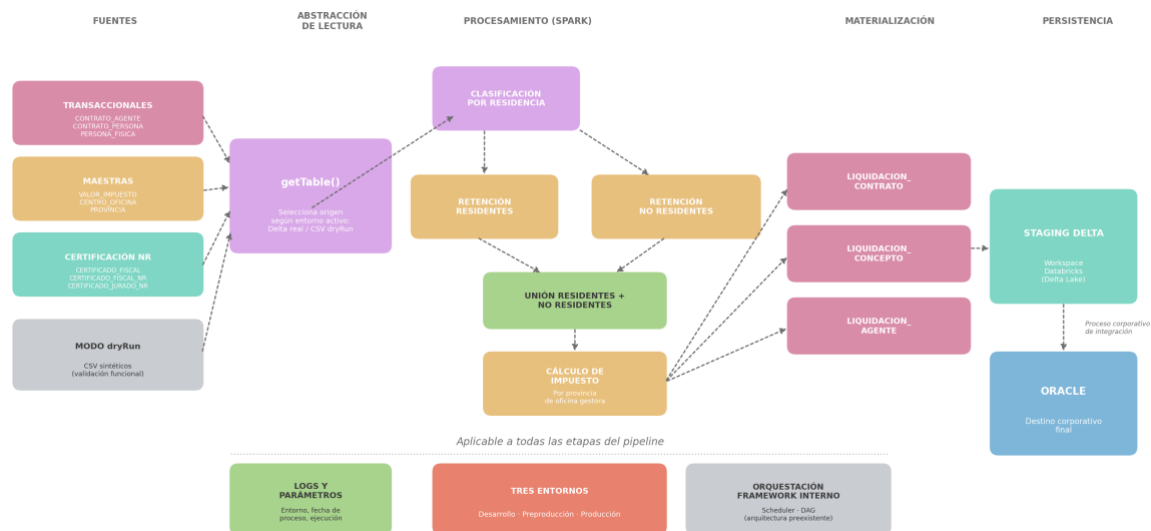 FUENTES
ABSTRACCIÓN
DE LECTURA
PROCESAMIENTO (SPARK)
MATERIALIZACIÓN
PERSISTENCIA
TRANSACCIONALES
CONTRATO_AGENTE
CONTRATO_PERSONA
PERSONA_FISICA
MAESTRAS
VALOR_IMPUESTO
CENTRO_OFICINA
PROVINCIA
CERTIFICACIÓN NR
CERTIFICADO_FISCAL
CERTIFICADO_FISCAL_NR
CERTIFICADO_JURADO_NR
MODO dryRun
CSV sintéticos
(validación funcional)
getTable()
Selecciona origen
según entorno activo:
Delta real / CSV dryRun
CLASIFICACIÓN
POR RESIDENCIA
RETENCIÓN
RESIDENTES
RETENCIÓN
NO RESIDENTES
UNIÓN RESIDENTES +
NO RESIDENTES
CÁLCULO DE
IMPUESTO
Por provincia
de oficina gestora
LIQUIDACION_
CONTRATO
LIQUIDACION_
CONCEPTO
LIQUIDACION_
AGENTE
STAGING DELTA
Workspace
Databricks
(Delta Lake)
Proceso corporativo
de integración
ORACLE
Destino corporativo
final
Aplicable a todas las etapas del pipeline
LOGS Y
PARÁMETROS
Entorno, fecha de
proceso, ejecución
TRES ENTORNOS
Desarrollo · Preproducción · Producción
ORQUESTACIÓN
FRAMEWORK INTERNO
Scheduler · DAG
(arquitectura preexistente)